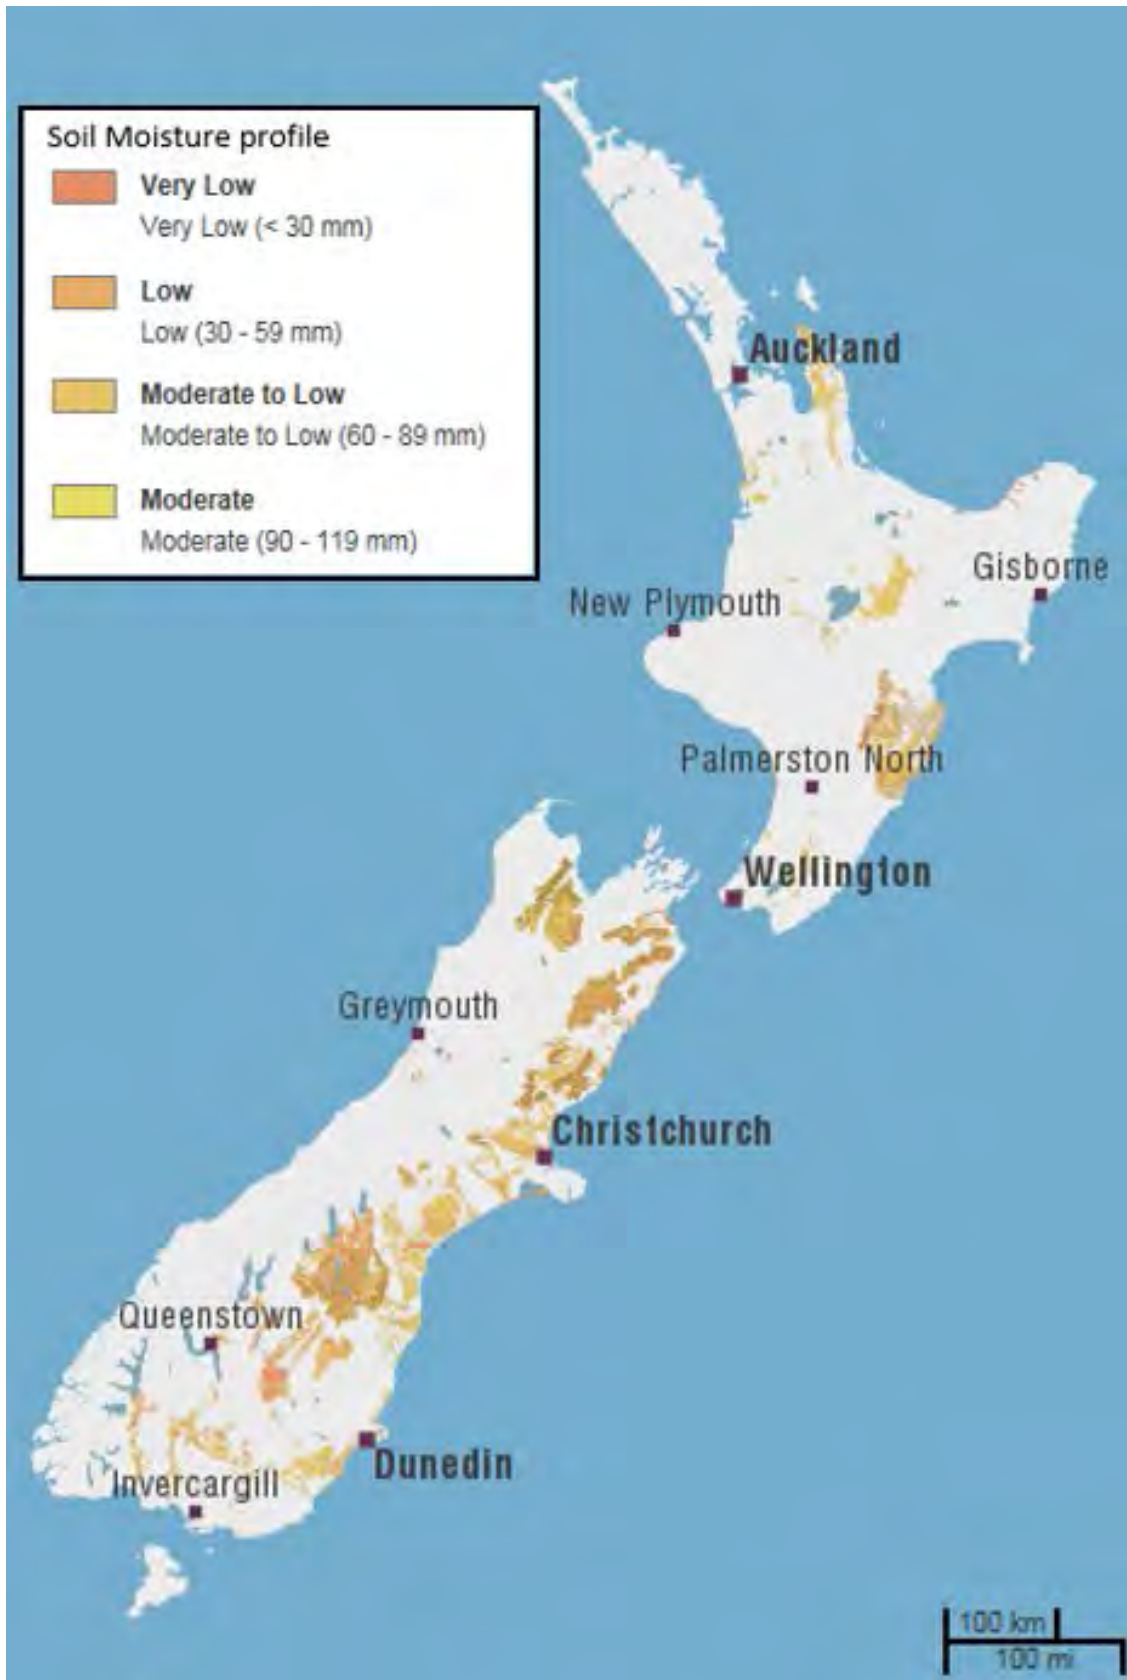 Soil Moisture profile
Very Low
Very Low (< 30 mm)
Low
Low (30 - 59 mm)
Moderate to Low
Moderate to Low (60 - 89 mm)
Moderate
Moderate (90 - 119 mm)
Auckland
Gisborne
New Plymouth
Palmerston North
Wellington
Greymouth
Christchurch
Queenstown
Dunedin
Invercargill
100 km
100 mi